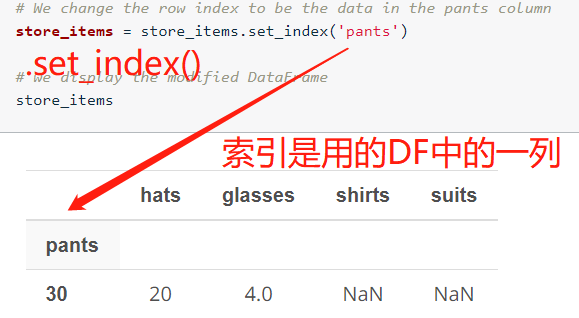 # We change the row index to be the data in the pants column
store_items = store_items.set_index('pants')
.set_index()
# We display the modified DataFrame
store_items
索引是用的DF中的一列
hats glasses shirts suits
pants
30 20 4.0 NaN NaN